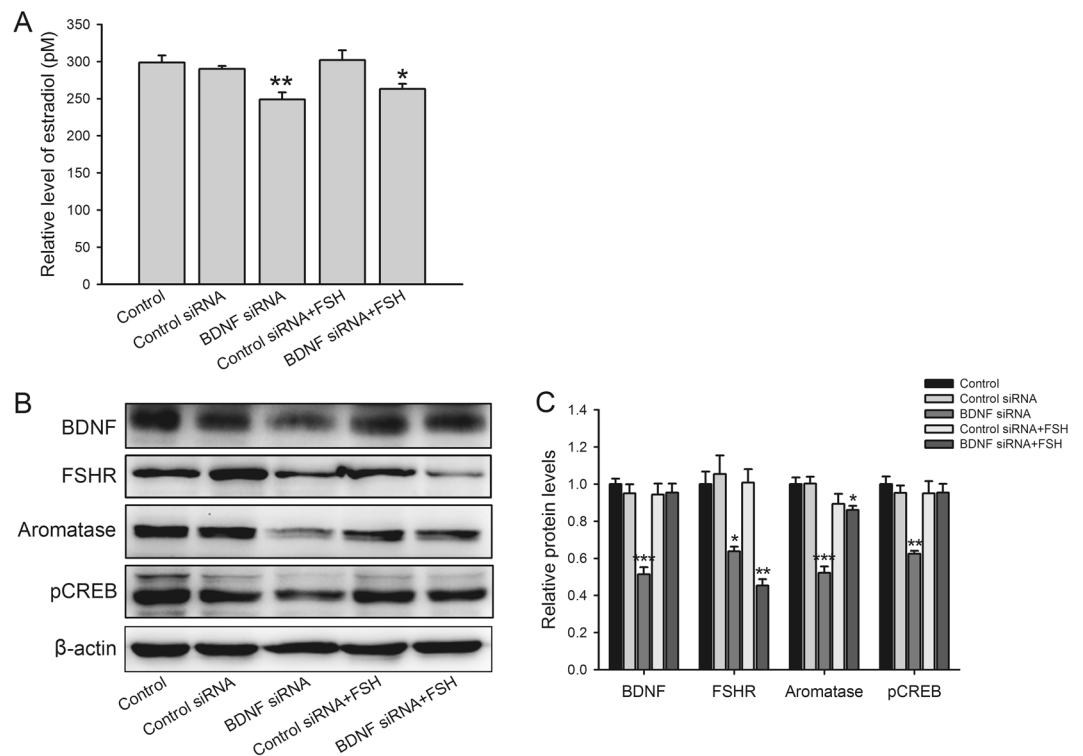 A
Relative level of estradiol (pM)
350
300
250
200
150
100
50
0
**
*
Control
Control siRNA
BDNF siRNA
Control siRNA+FSH
BDNF siRNA+FSH
B
BDNF
FSHR
Aromatase
pCREB
β-actin
Control
Control siRNA
BDNF siRNA
Control siRNA+FSH
BDNF siRNA+FSH
C
Control
Control siRNA
BDNF siRNA
Control siRNA+FSH
BDNF siRNA+FSH
Relative protein levels
1.4
1.2
1.0
0.8
0.6
0.4
0.2
0.0
***
*
**
***
*
**
BDNF
FSHR
Aromatase
pCREB